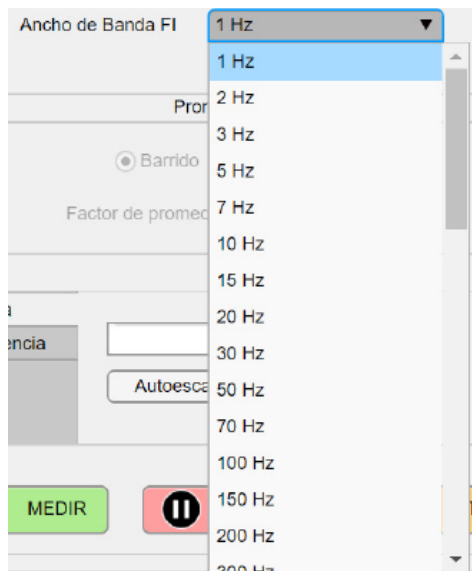 Ancho de Banda FI 1 Hz
1 Hz
2 Hz
3 Hz
Barrido
5 Hz
Factor de
7 Hz
10 Hz
15 Hz
20 Hz
30 Hz
50 Hz
70 Hz
100 Hz
MEDIR
150 Hz
200 Hz
300 Hz